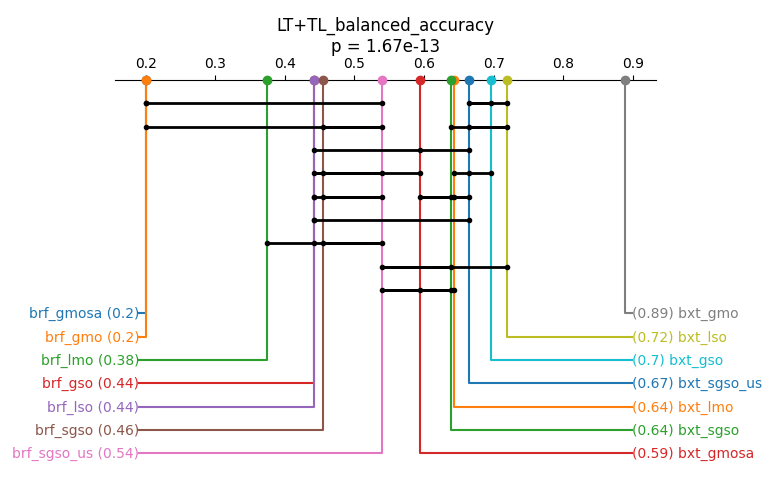 LT+TL_balanced_accuracy
p = 1.67e-13
0.2 0.3 0.4 0.5 0.6 0.7 0.8 0.9
brf_gmosa (0.2) (0.89) bxt_gmo
brf_gmo (0.2) (0.72) bxt_lso
brf_lmo (0.38) (0.7) bxt_gso
brf_gso (0.44) (0.67) bxt_sgso_us
brf_lso (0.44) (0.64) bxt_lmo
brf_sgso (0.46) (0.64) bxt_sgso
brf_sgso_us (0.54) (0.59) bxt_gmosa